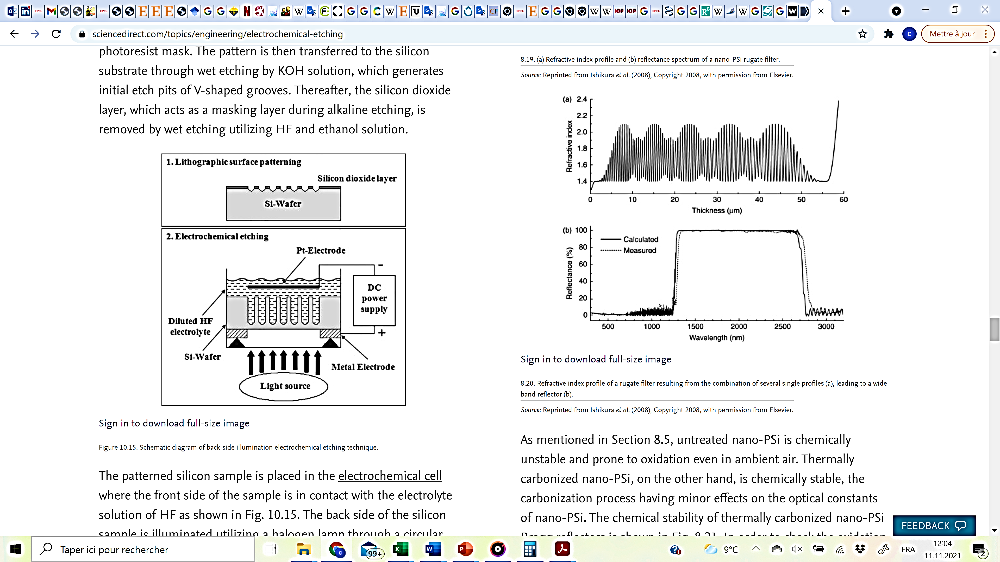 sciencedirect.com/topics/engineering/electrochemical-etching
Mettre à jour
photoresist mask. The pattern is then transferred to the silicon
substrate through wet etching by KOH solution, which generates
initial etch pits of V-shaped grooves. Thereafter, the silicon dioxide
layer, which acts as a masking layer during alkaline etching, is
removed by wet etching utilizing HF and ethanol solution.
1. Lithographic surface patterning
Silicon dioxide layer
Si-Wafer
2. Electrochemical etching
Pt-Electrode
−
DC
power
supply
+
Diluted HF
electrolyte
Si-Wafer
Metal Electrode
Light source
Sign in to download full-size image
Figure 10.15. Schematic diagram of back-side illumination electrochemical etching technique.
The patterned silicon sample is placed in the electrochemical cell
where the front side of the sample is in contact with the electrolyte
solution of HF as shown in Fig. 10.15. The back side of the silicon
sample is illuminated utilizing a halogen lamp through a circular
8.19. (a) Refractive index profile and (b) reflectance spectrum of a nano-PSi rugate filter.
Source: Reprinted from Ishikura et al. (2008), Copyright 2008, with permission from Elsevier.
(a) 2.4
2.2
2.0
1.8
1.6
1.4
Refractive index
0 10 20 30 40 50 60
Thickness (μm)
(b) 100
80
60
40
20
0
Reflectance (%)
Calculated
Measured
500 1000 1500 2000 2500 3000
Wavelength (nm)
Sign in to download full-size image
8.20. Refractive index profile of a rugate filter resulting from the combination of several single profiles (a), leading to a wide
band reflector (b).
Source: Reprinted from Ishikura et al. (2008), Copyright 2008, with permission from Elsevier.
As mentioned in Section 8.5, untreated nano-PSi is chemically
unstable and prone to oxidation even in ambient air. Thermally
carbonized nano-PSi, on the other hand, is chemically stable, the
carbonization process having minor effects on the optical constants
of nano-PSi. The chemical stability of thermally carbonized nano-PSi
Bragg reflectors is shown in Fig. 8.21. In order to check the oxidation
FEEDBACK
Taper ici pour rechercher
99+
9°C
FRA
12:04
11.11.2021
2